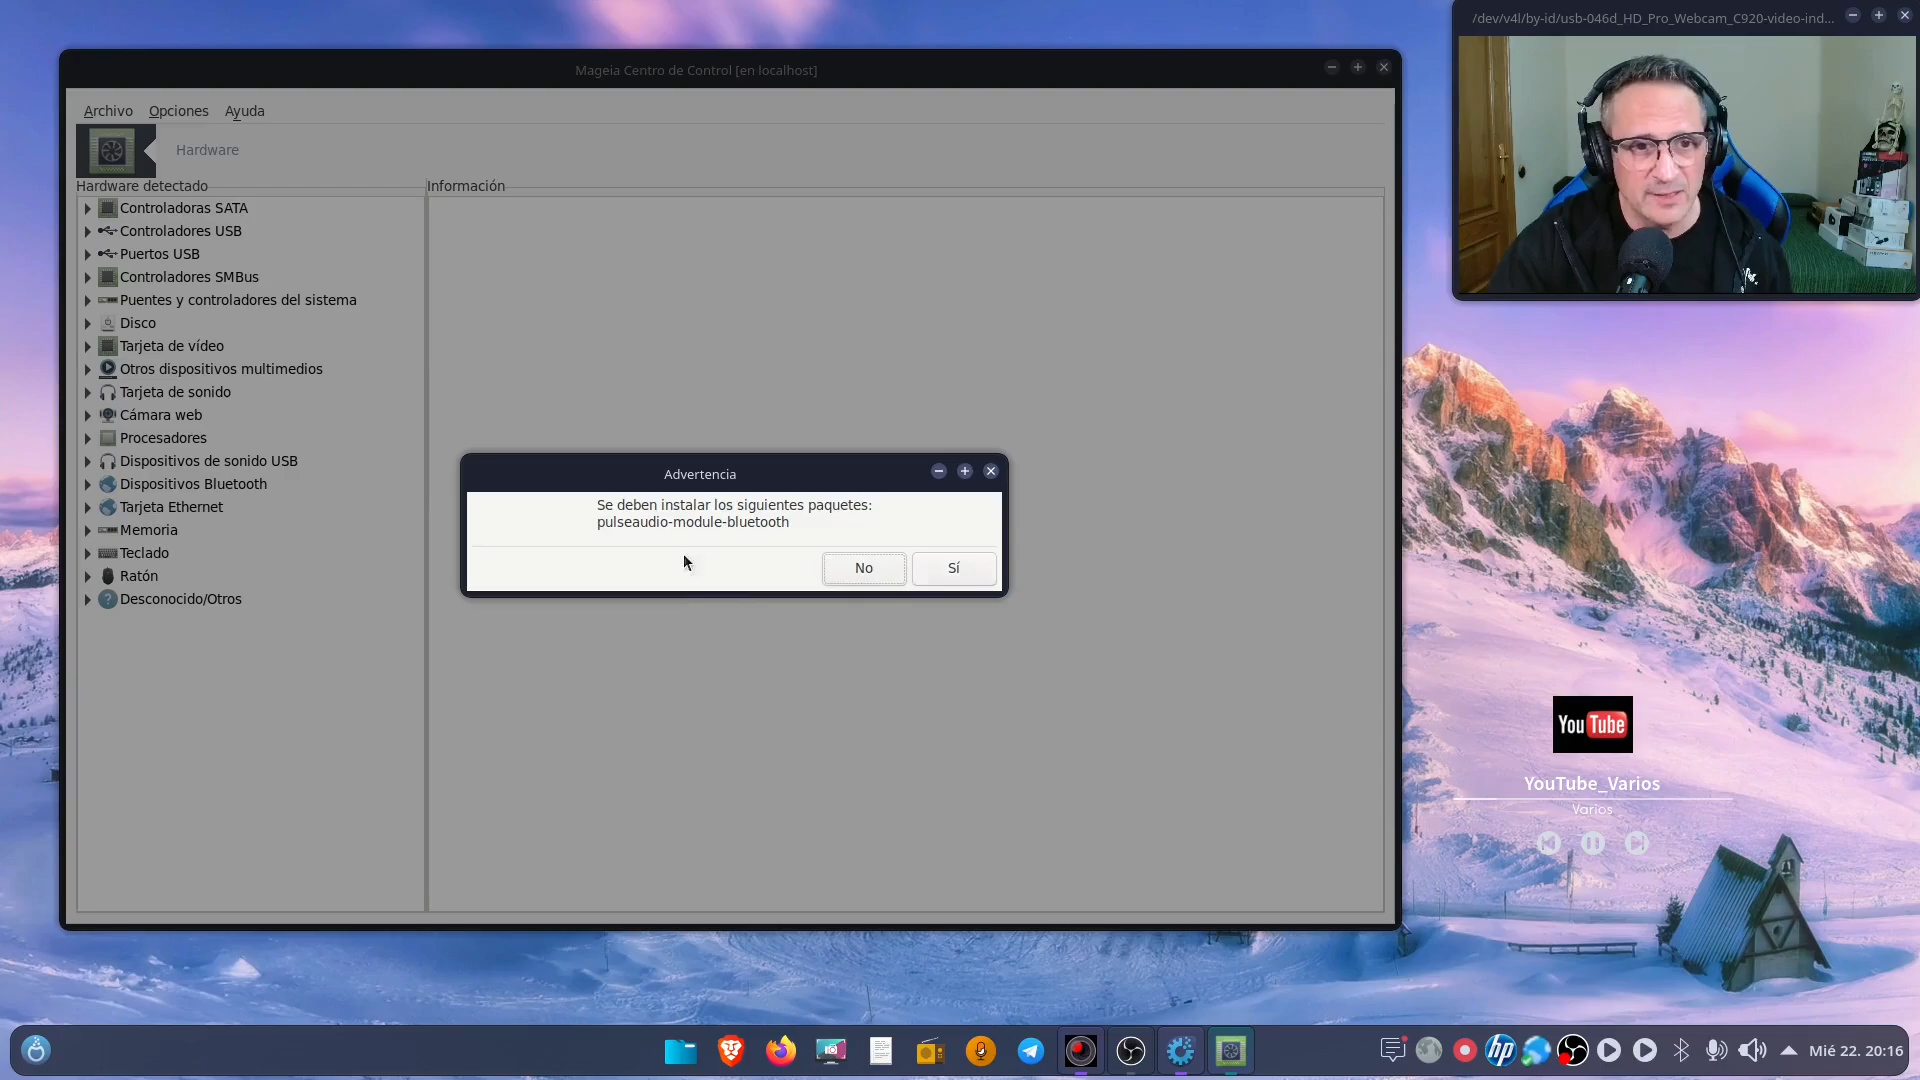 /dev/v4l/by-id/usb-046d_HD_Pro_Webcam_C920-video-ind...
Mageia Centro de Control [en localhost]
Archivo Opciones Ayuda
Hardware
Hardware detectado
Información
Controladoras SATA
Controladores USB
Puertos USB
Controladores SMBus
Puentes y controladores del sistema
Disco
Tarjeta de vídeo
Otros dispositivos multimedios
Tarjeta de sonido
Cámara web
Procesadores
Dispositivos de sonido USB
Dispositivos Bluetooth
Tarjeta Ethernet
Memoria
Teclado
Ratón
Desconocido/Otros
Advertencia
Se deben instalar los siguientes paquetes:
pulseaudio-module-bluetooth
No
Sí
YouTube
YouTube_Varios
Varios
hp
Mié 22. 20:16